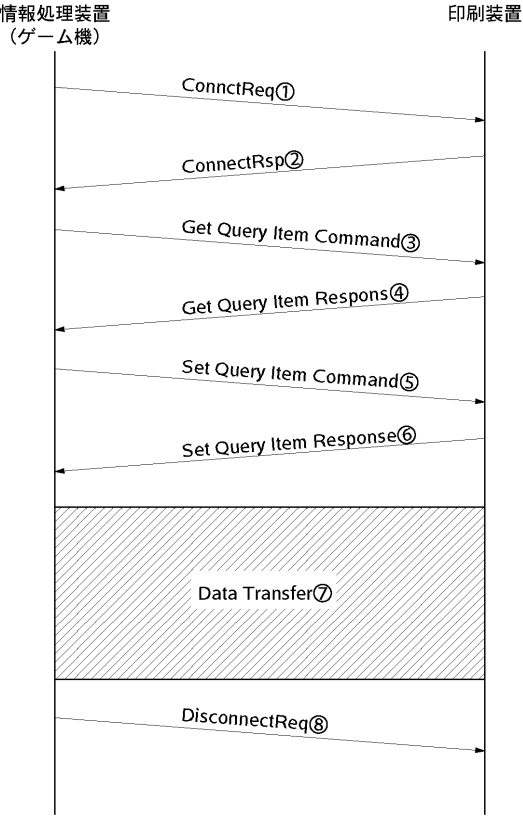 情報処理装置
（ゲーム機）
印刷装置
ConnctReq①
ConnectRsp②
Get Query Item Command③
Get Query Item Respons④
Set Query Item Command⑤
Set Query Item Response⑥
Data Transfer⑦
DisconnectReq⑧